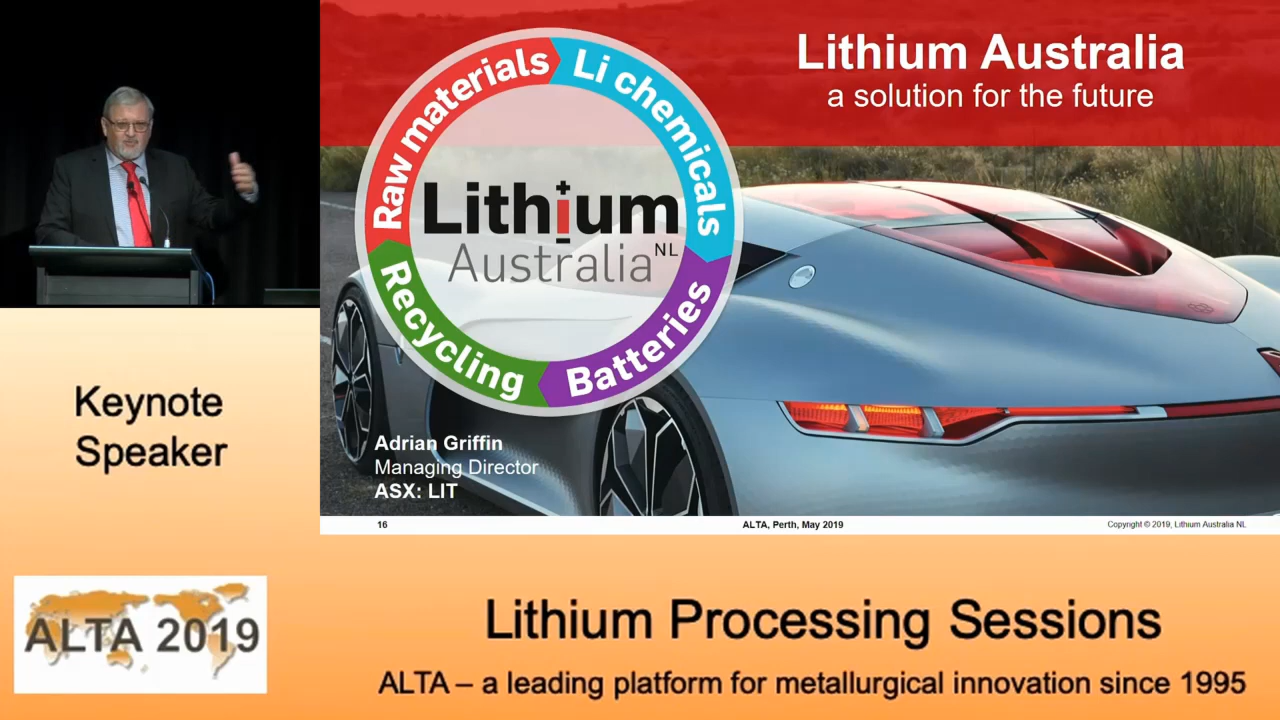 Lithium Australia
a solution for the future
Raw materials
Li chemicals
Batteries
Recycling
Lithium
Australia NL
Adrian Griffin
Managing Director
ASX: LIT
16
ALTA, Perth, May 2019
Copyright © 2019, Lithium Australia NL
Keynote
Speaker
ALTA 2019
Lithium Processing Sessions
ALTA – a leading platform for metallurgical innovation since 1995